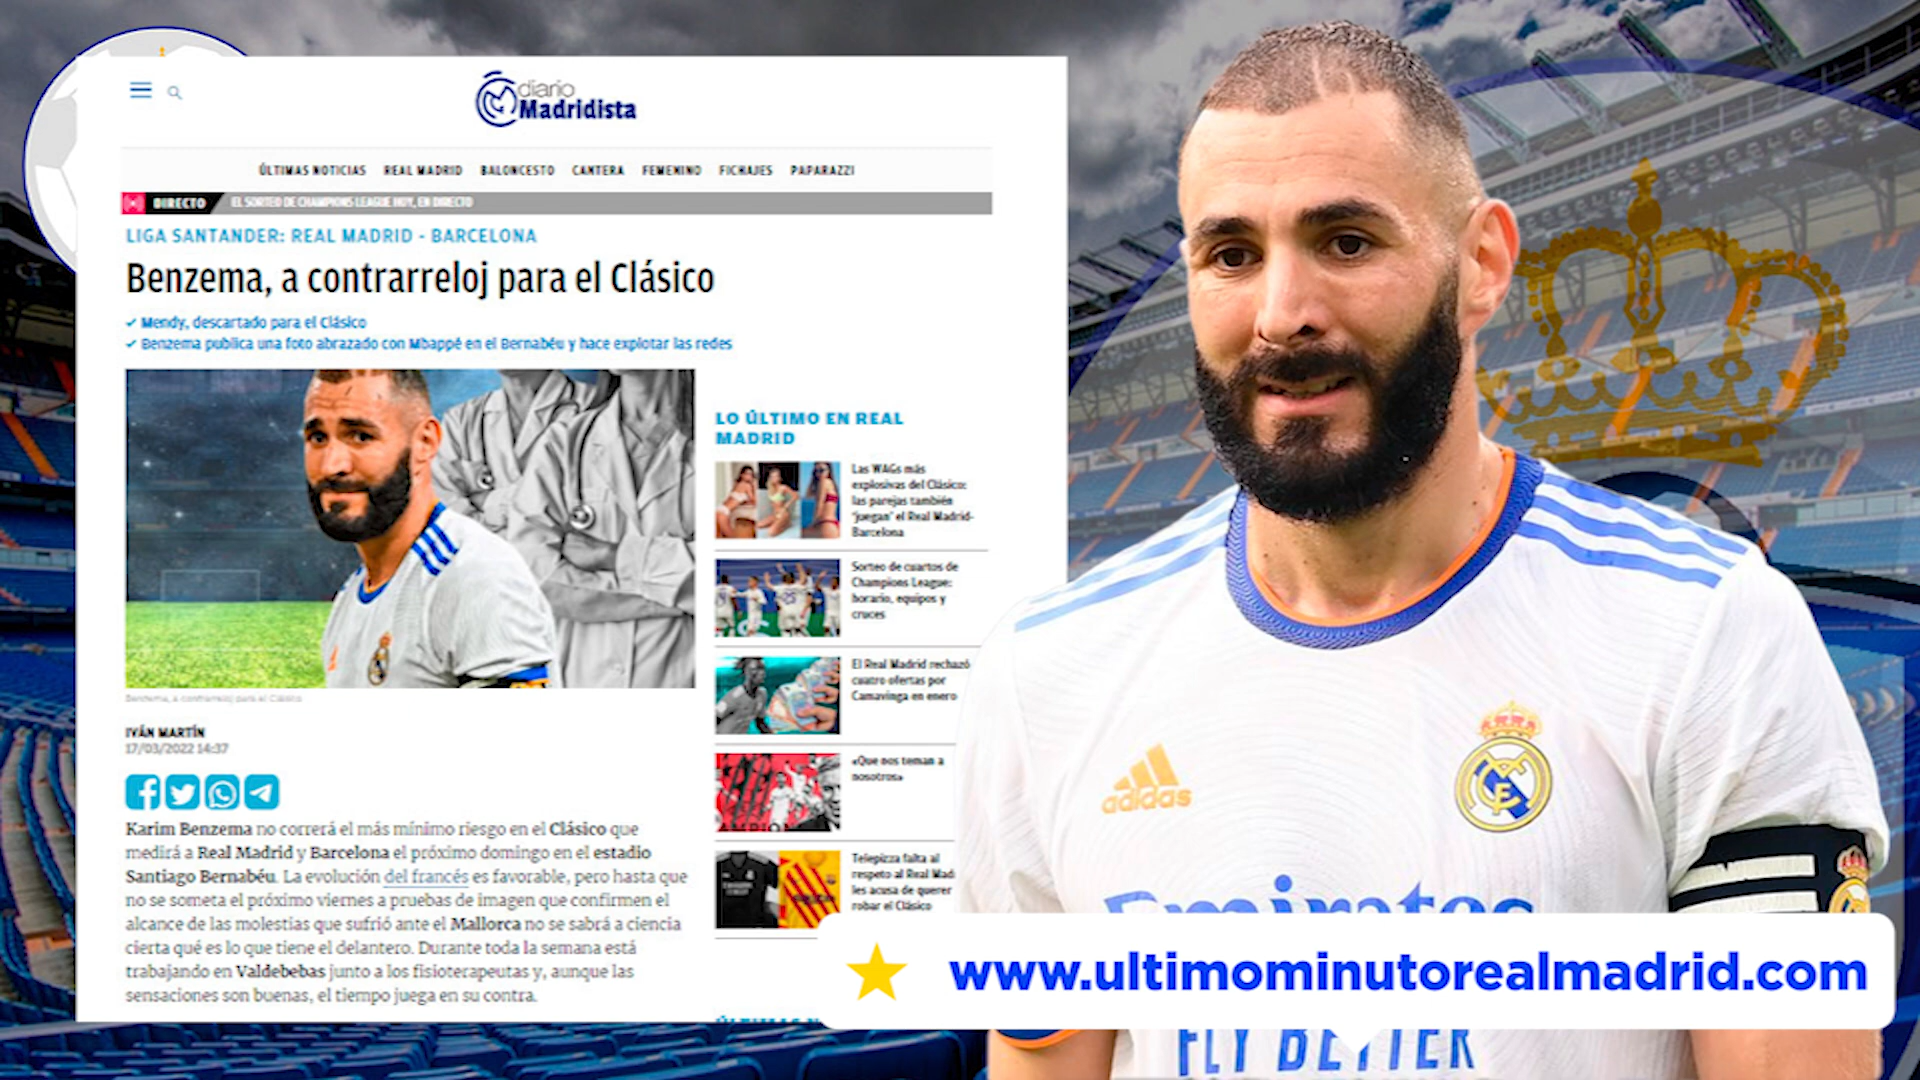 diario
Madridista
ÚLTIMAS NOTICIAS REAL MADRID BALONCESTO CANTERA FEMENINO FICHAJES PAPARAZZI
DIRECTO EL SORTEO DE CHAMPIONS LEAGUE HOY, EN DIRECTO
LIGA SANTANDER: REAL MADRID - BARCELONA
Benzema, a contrarreloj para el Clásico
Mendy, descartado para el Clásico
Benzema publica una foto abrazado con Mbappé en el Bernabéu y hace explotar las redes
Benzema, a contrarreloj para el Clásico
IVÁN MARTÍN
17/03/2022 14:37
Karim Benzema no correrá el más mínimo riesgo en el Clásico que
medirá a Real Madrid y Barcelona el próximo domingo en el estadio
Santiago Bernabéu. La evolución del francés es favorable, pero hasta que
no se someta el próximo viernes a pruebas de imagen que confirmen el
alcance de las molestias que sufrió ante el Mallorca no se sabrá a ciencia
cierta qué es lo que tiene el delantero. Durante toda la semana está
trabajando en Valdebebas junto a los fisioterapeutas y, aunque las
sensaciones son buenas, el tiempo juega en su contra.
LO ÚLTIMO EN REAL
MADRID
Las WAGs más
explosivas del Clásico:
las parejas también
'juegan' el Real Madrid-
Barcelona
Sorteo de cuartos de
Champions League:
horario, equipos y
cruces
El Real Madrid rechazó
cuatro ofertas por
Camavinga en enero
«Que nos teman a
nosotros»
Telepizza falta al
respeto al Real Mad
les acusa de querer
robar el Clásico
adidas
Emirates
FLY BETTER
www.ultimominutorealmadrid.com